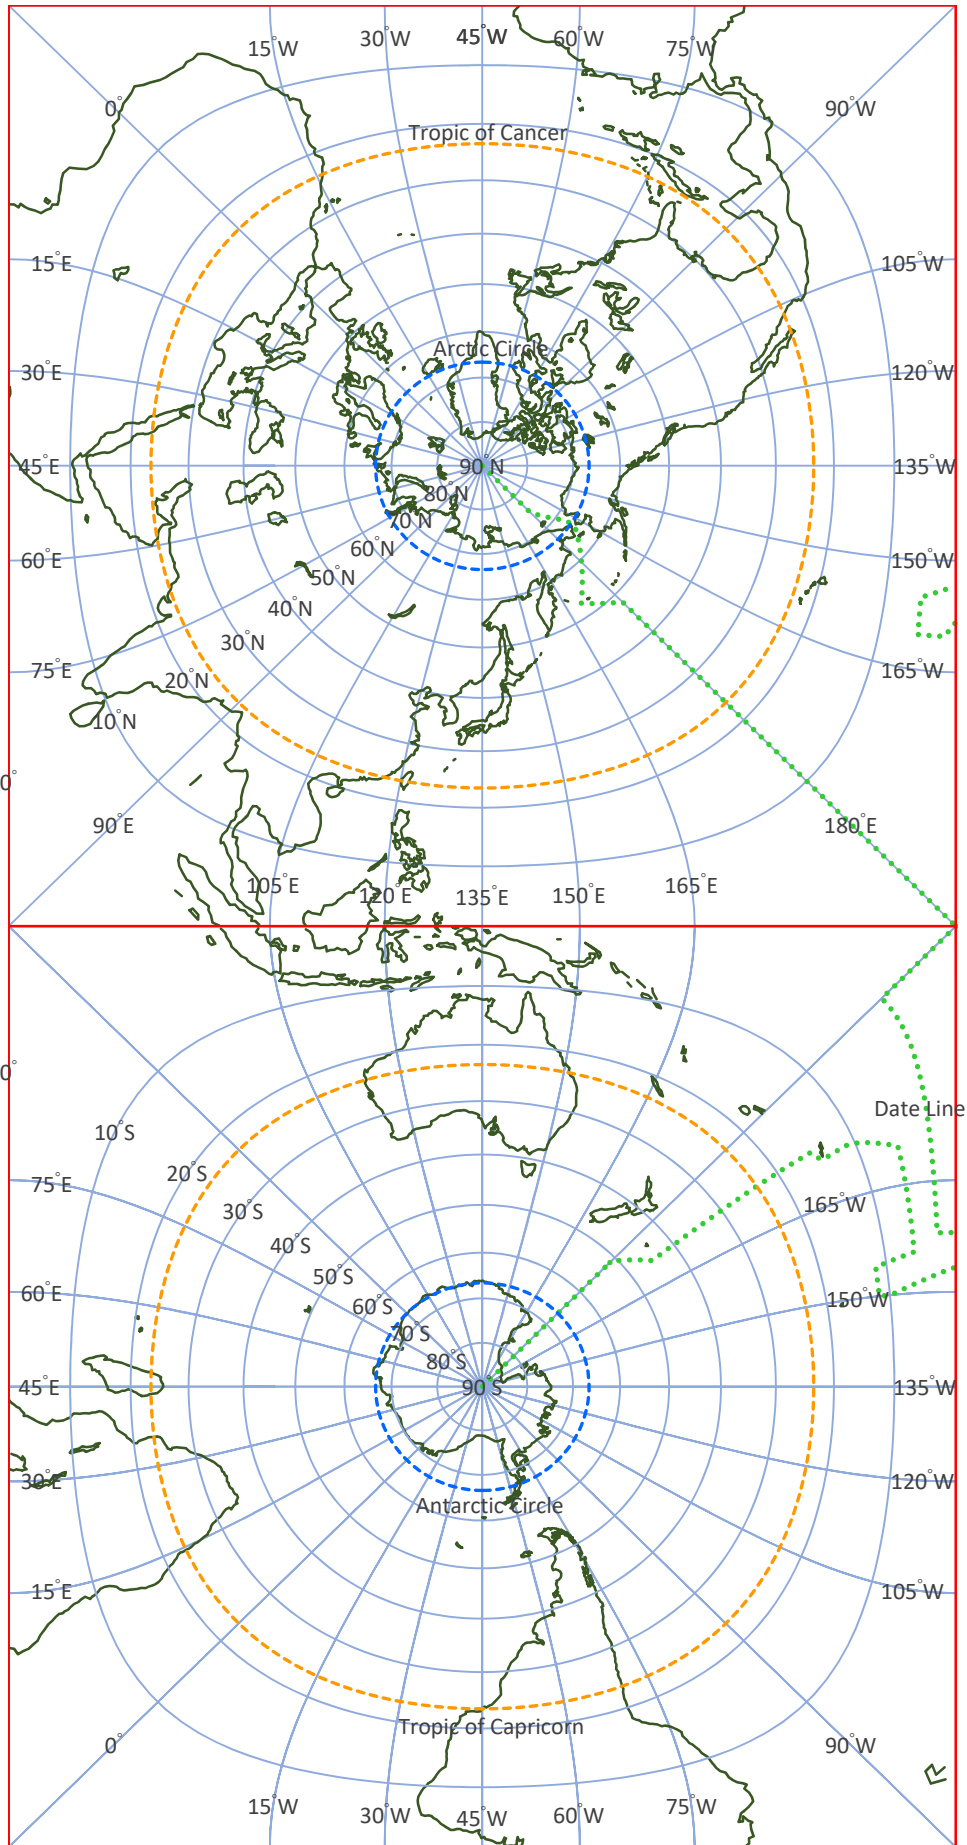 15°W 30°W 45°W 60°W 75°W
0° 90°W
Tropic of Cancer
15°E 105°W
Arctic Circle
30°E 120°W
45°E 90°N 135°W
80°N
70°N
60°N
60°E 150°W
50°N
40°N
30°N
75°E 165°W
20°N
10°N
0°
90°E 180°E
105°E 120°E 135°E 150°E 165°E
0°
Date Line
10°S
20°S
75°E 165°W
30°S
40°S
50°S
60°E 150°W
60°S
70°S
80°S
45°E 90°S 135°W
30°E 120°W
Antarctic Circle
15°E 105°W
Tropic of Capricorn
0° 90°W
15°W 30°W 45°W 60°W 75°W